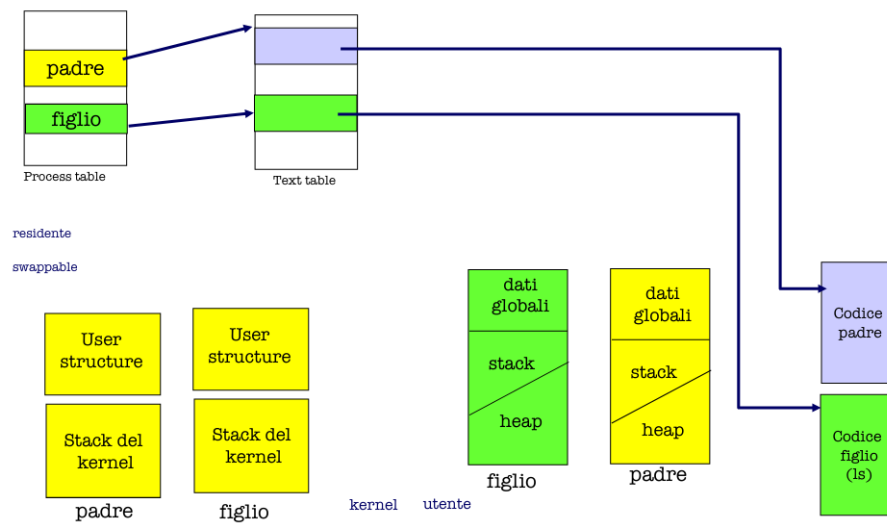 padre
figlio
Process table
Text table
residente
swappable
User
structure
Stack del
kernel
padre
User
structure
Stack del
kernel
figlio
kernel
utente
dati
globali
stack
heap
figlio
dati
globali
stack
heap
padre
Codice
padre
Codice
figlio
(ls)